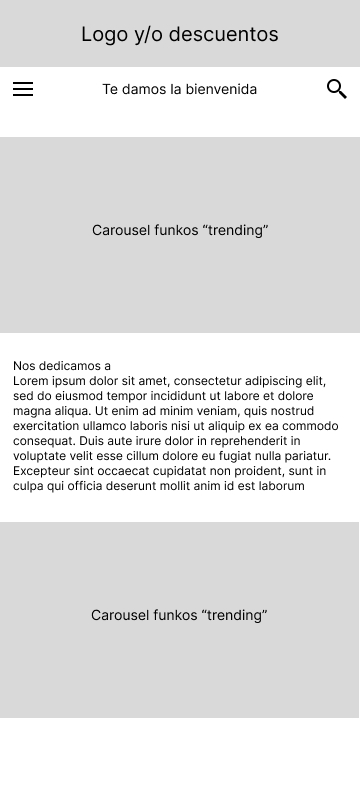 Logo y/o descuentos
Te damos la bienvenida
Carousel funkos “trending”
Nos dedicamos a
Lorem ipsum dolor sit amet, consectetur adipiscing elit,
sed do eiusmod tempor incididunt ut labore et dolore
magna aliqua. Ut enim ad minim veniam, quis nostrud
exercitation ullamco laboris nisi ut aliquip ex ea commodo
consequat. Duis aute irure dolor in reprehenderit in
voluptate velit esse cillum dolore eu fugiat nulla pariatur.
Excepteur sint occaecat cupidatat non proident, sunt in
culpa qui officia deserunt mollit anim id est laborum
Carousel funkos “trending”